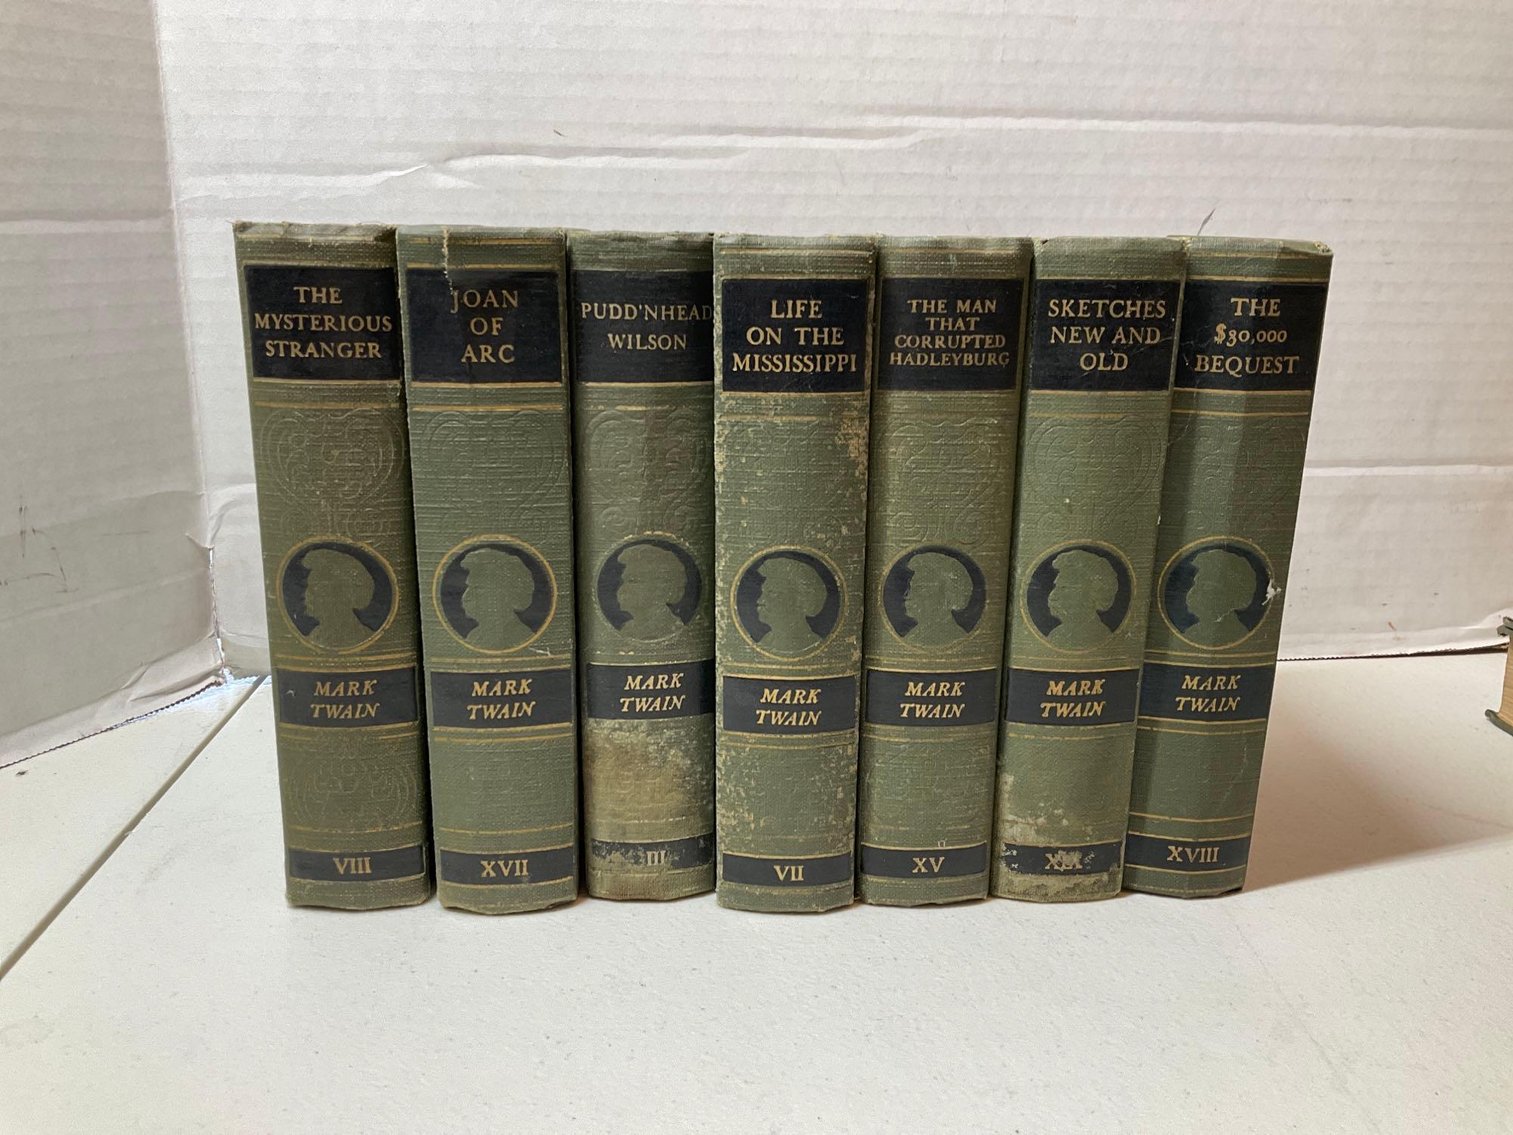 THE
MYSTERIOUS
STRANGER
MARK
TWAIN
VIII
JOAN
OF
ARC
MARK
TWAIN
XVII
PUDD'NHEAD
WILSON
MARK
TWAIN
III
LIFE
ON THE
MISSISSIPPI
MARK
TWAIN
VII
THE MAN
THAT
CORRUPTED
HADLEYBURG
MARK
TWAIN
XV
SKETCHES
NEW AND
OLD
MARK
TWAIN
THE
$30,000
BEQUEST
MARK
TWAIN
XVIII